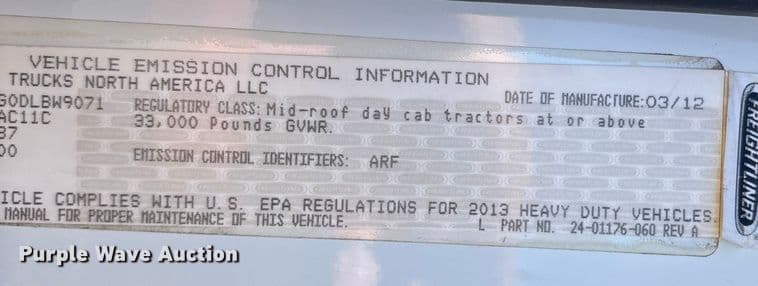 VEHICLE EMISSION CONTROL INFORMATION
TRUCKS NORTH AMERICA LLC
DATE OF MANUFACTURE:03/12
GODLBW9071
REGULATORY CLASS: Mid-roof day cab tractors at or above
AC11C
33,000 Pounds GVWR.
37
00
EMISSION CONTROL IDENTIFIERS: ARF
ICLE COMPLIES WITH U.S. EPA REGULATIONS FOR 2013 HEAVY DUTY VEHICLES.
MANUAL FOR PROPER MAINTENANCE OF THIS VEHICLE.
L PART NO. 24-01176-060 REV A
FREIGHTLINER
Purple Wave Auction